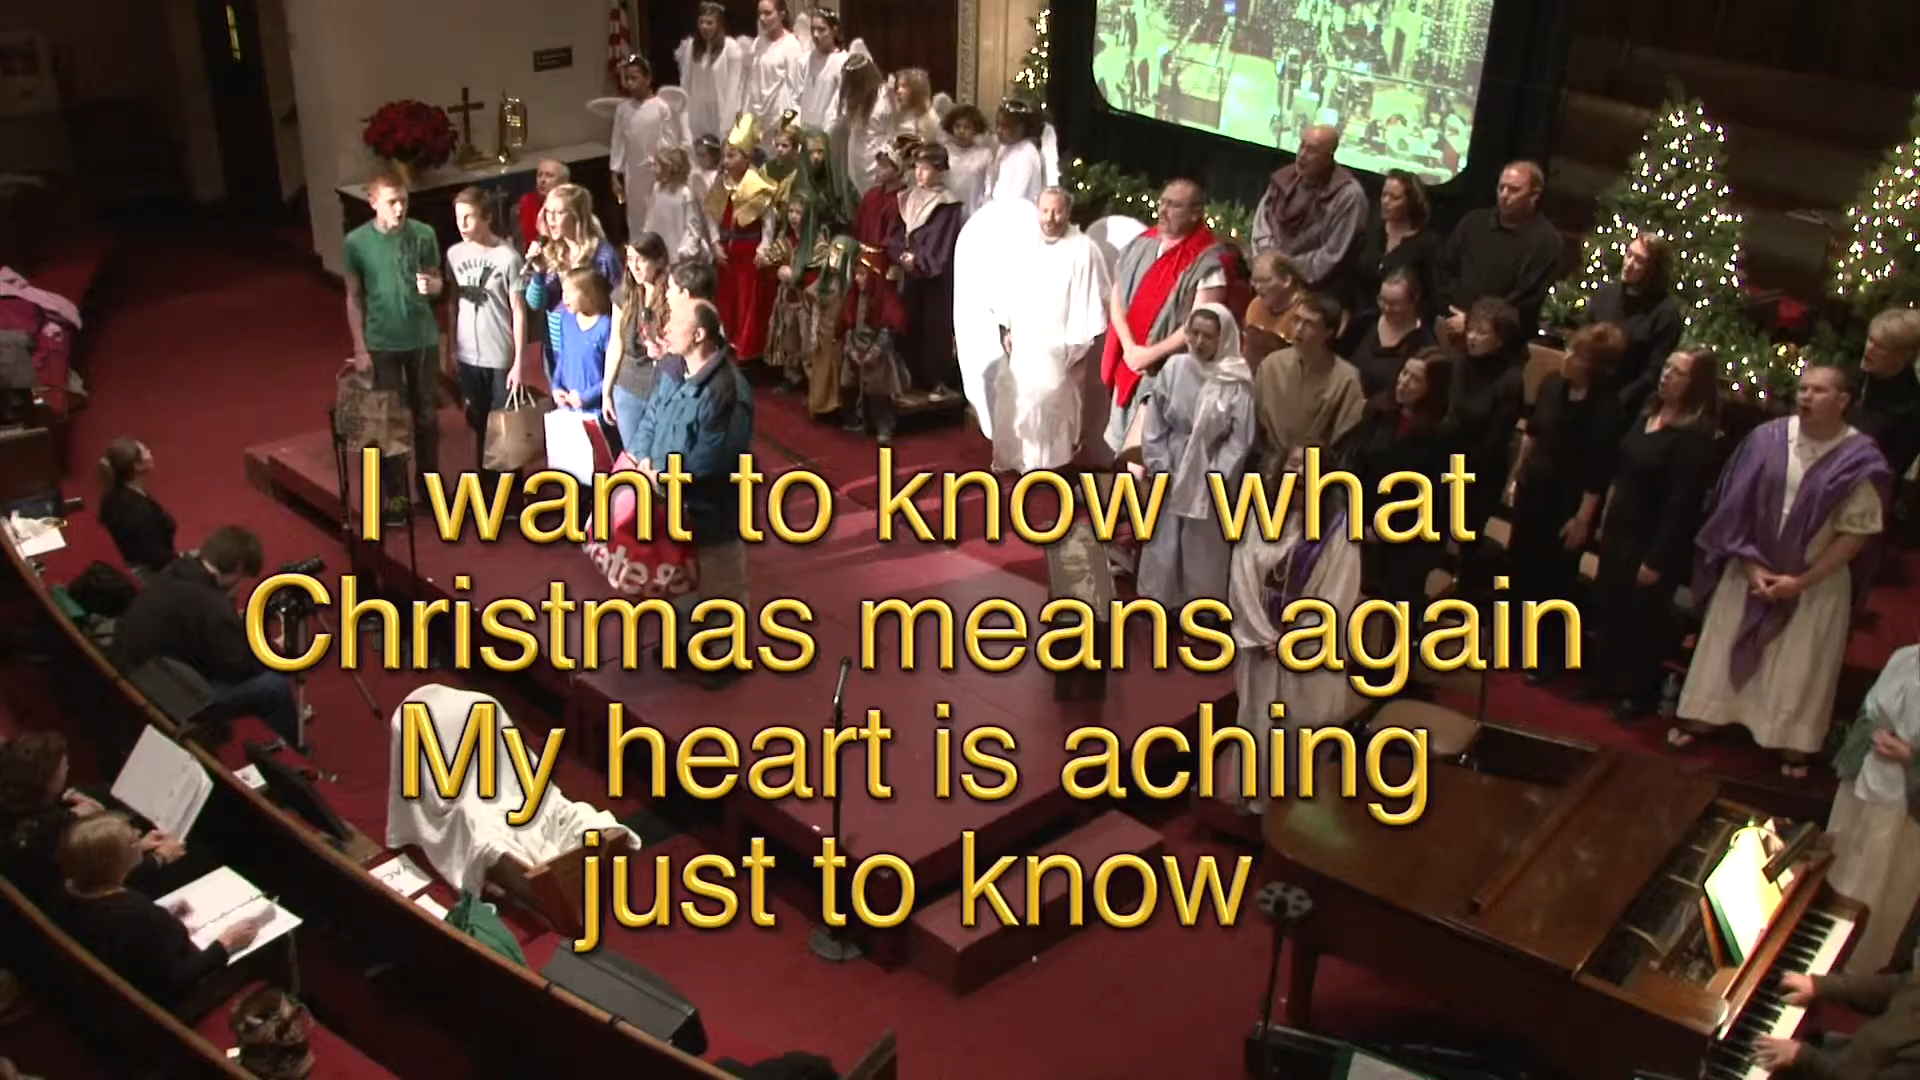 I want to know what
Christmas means again
My heart is aching
just to know